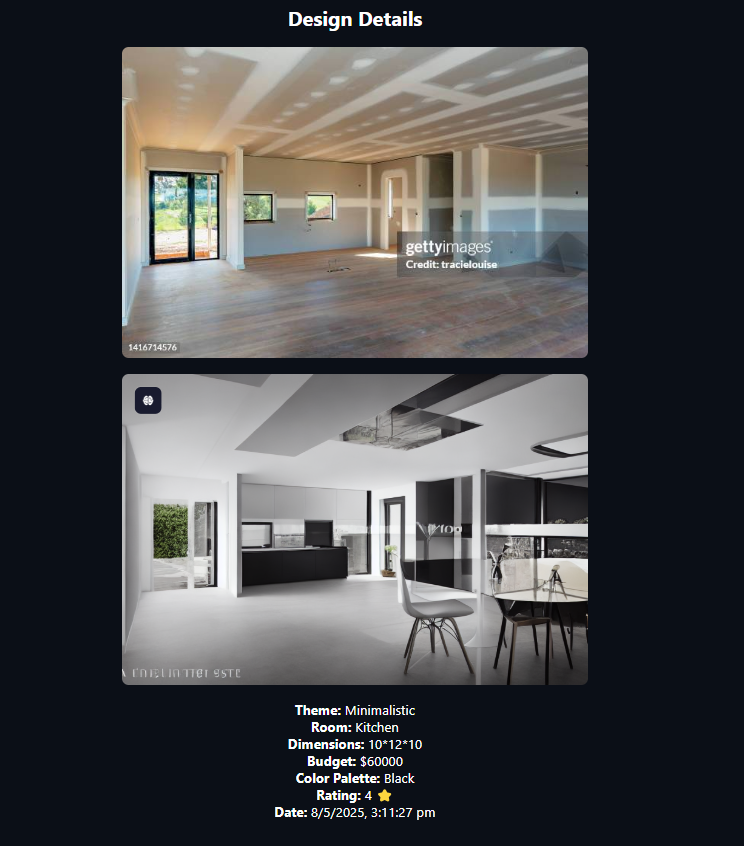 Design Details
gettyimages®
Credit: tracielouise
1416714576
Theme: Minimalistic
Room: Kitchen
Dimensions: 10*12*10
Budget: $60000
Color Palette: Black
Rating: 4 ⭐
Date: 8/5/2025, 3:11:27 pm